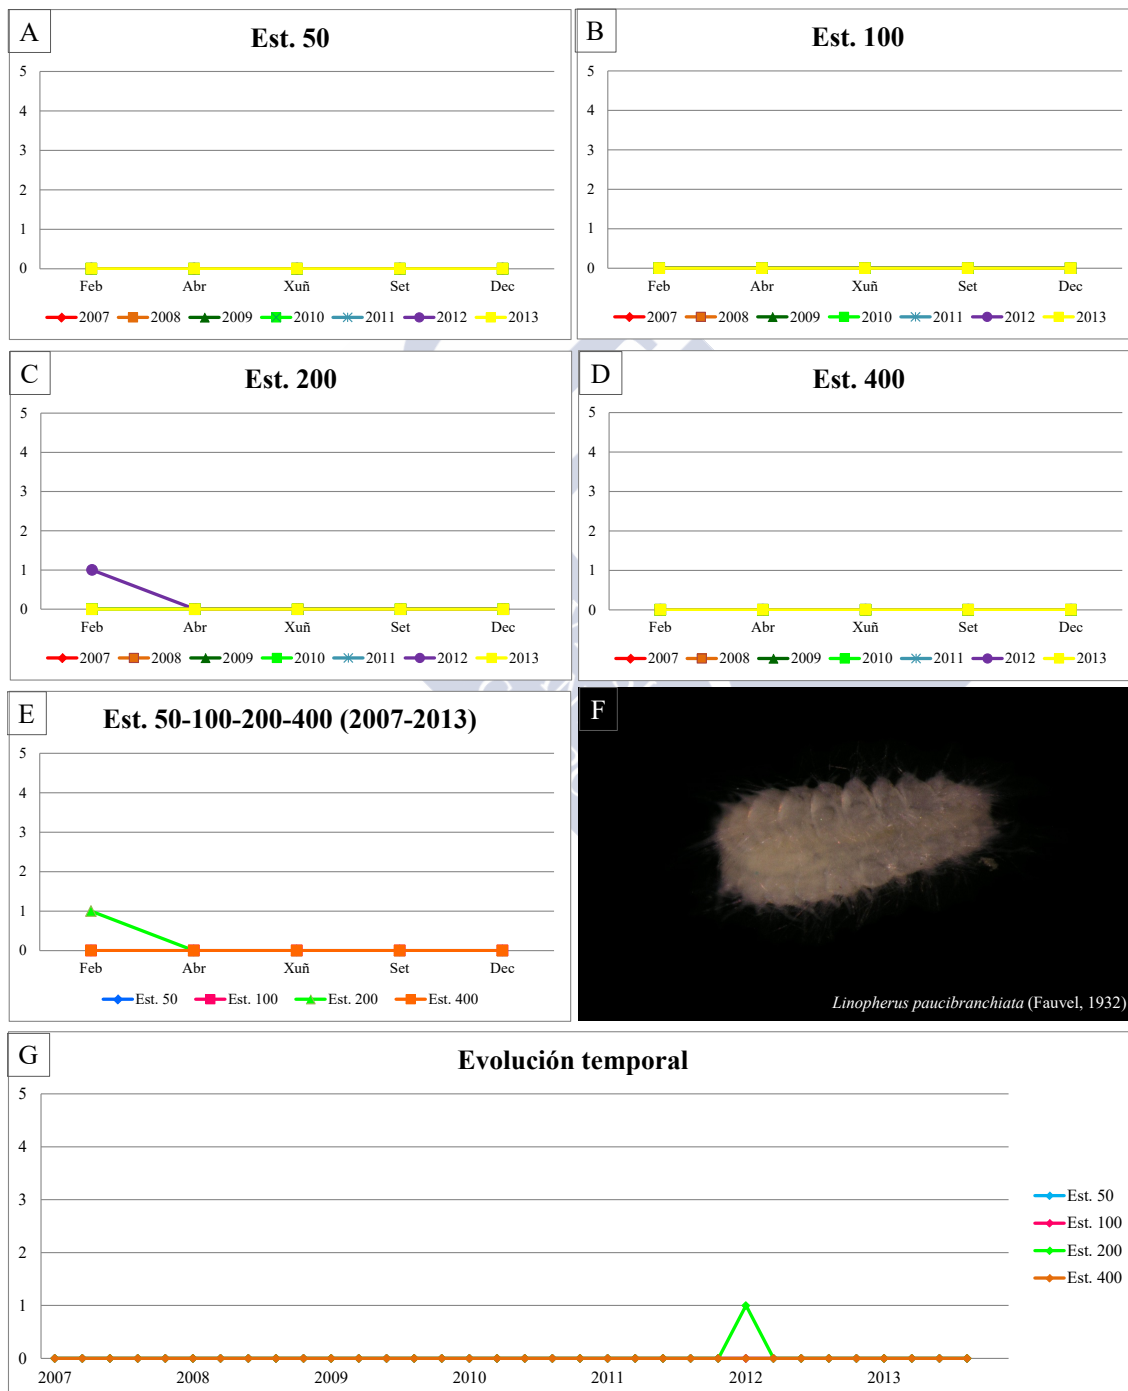 A
Est. 50
5
4
3
2
1
0
Feb Abr Xuñ Set Dec
2007 2008 2009 2010 2011 2012 2013
B
Est. 100
5
4
3
2
1
0
Feb Abr Xuñ Set Dec
2007 2008 2009 2010 2011 2012 2013
C
Est. 200
5
4
3
2
1
0
Feb Abr Xuñ Set Dec
2007 2008 2009 2010 2011 2012 2013
D
Est. 400
5
4
3
2
1
0
Feb Abr Xuñ Set Dec
2007 2008 2009 2010 2011 2012 2013
E
Est. 50-100-200-400 (2007-2013)
5
4
3
2
1
0
Feb Abr Xuñ Set Dec
Est. 50 Est. 100 Est. 200 Est. 400
F
Linopherus paucibranchiata (Fauvel, 1932)
G
Evolución temporal
5
4
3
2
1
0
2007 2008 2009 2010 2011 2012 2013
Est. 50
Est. 100
Est. 200
Est. 400